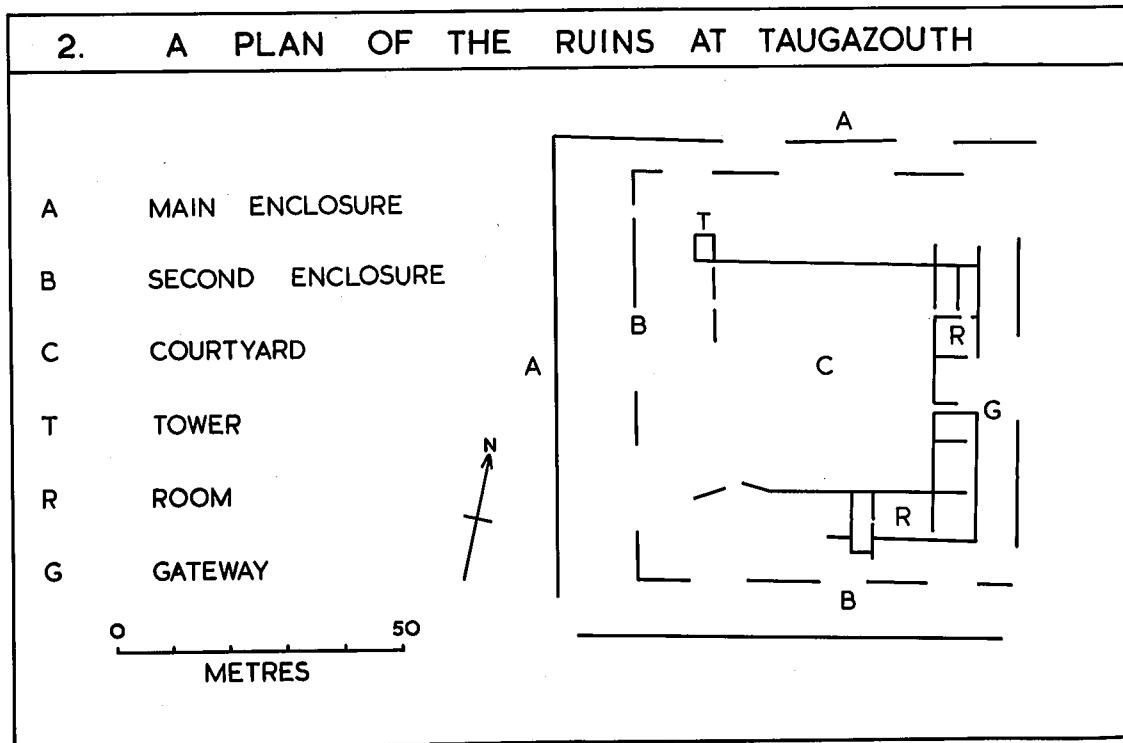 2. A PLAN OF THE RUINS AT TAUGAZOUTH
A MAIN ENCLOSURE
B SECOND ENCLOSURE
C COURTYARD
T TOWER
R ROOM
G GATEWAY
0 50
METRES
N
A
T
B
R
A
C
G
R
B